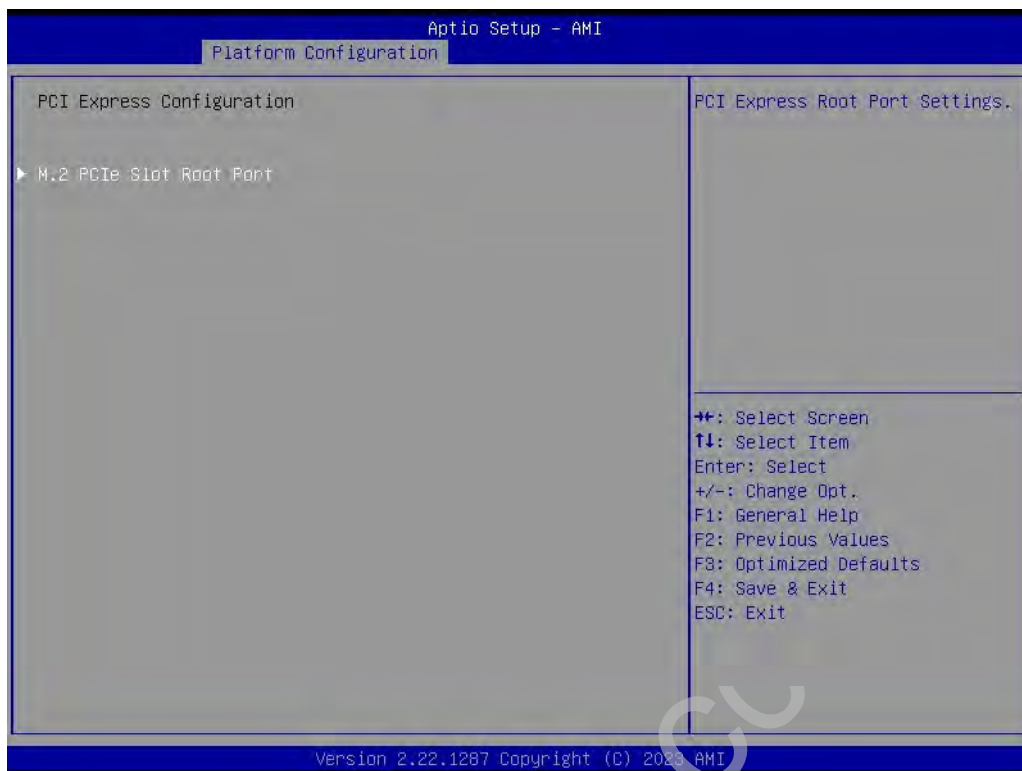 Aptio Setup - AMI
Platform Configuration
PCI Express Configuration
M.2 PCIe Slot Root Port
PCI Express Root Port Settings.
→←: Select Screen
↑↓: Select Item
Enter: Select
+/-: Change Opt.
F1: General Help
F2: Previous Values
F3: Optimized Defaults
F4: Save & Exit
ESC: Exit
Version 2.22.1287 Copyright (C) 2023 AMI